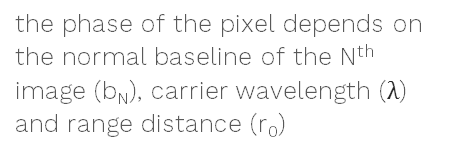 the phase of the pixel depends on
the normal baseline of the Nᵗʰ
image (b_N), carrier wavelength (λ)
and range distance (r₀)